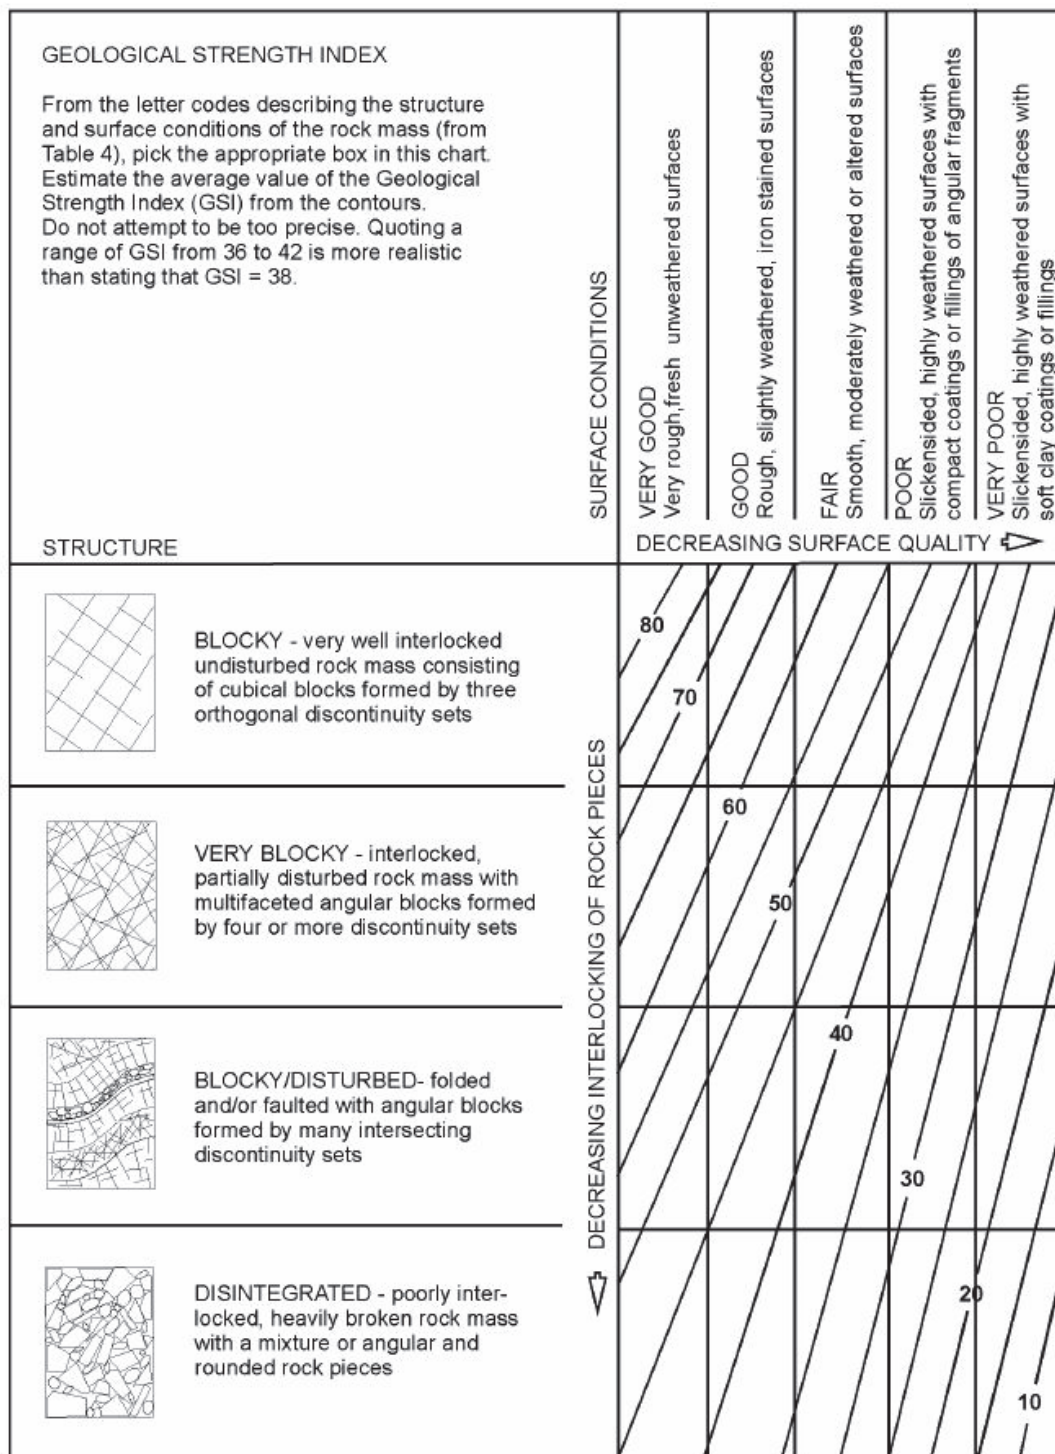 GEOLOGICAL STRENGTH INDEX
From the letter codes describing the structure
and surface conditions of the rock mass (from
Table 4), pick the appropriate box in this chart.
Estimate the average value of the Geological
Strength Index (GSI) from the contours.
Do not attempt to be too precise. Quoting a
range of GSI from 36 to 42 is more realistic
than stating that GSI = 38.
SURFACE CONDITIONS
VERY GOOD
Very rough,fresh unweathered surfaces
GOOD
Rough, slightly weathered, iron stained surfaces
FAIR
Smooth, moderately weathered or altered surfaces
POOR
Slickensided, highly weathered surfaces with
compact coatings or fillings of angular fragments
VERY POOR
Slickensided, highly weathered surfaces with
soft clay coatings or fillings
STRUCTURE
DECREASING SURFACE QUALITY
BLOCKY - very well interlocked
undisturbed rock mass consisting
of cubical blocks formed by three
orthogonal discontinuity sets
VERY BLOCKY - interlocked,
partially disturbed rock mass with
multifaceted angular blocks formed
by four or more discontinuity sets
BLOCKY/DISTURBED- folded
and/or faulted with angular blocks
formed by many intersecting
discontinuity sets
DISINTEGRATED - poorly inter-
locked, heavily broken rock mass
with a mixture or angular and
rounded rock pieces
DECREASING INTERLOCKING OF ROCK PIECES
80
70
60
50
40
30
20
10